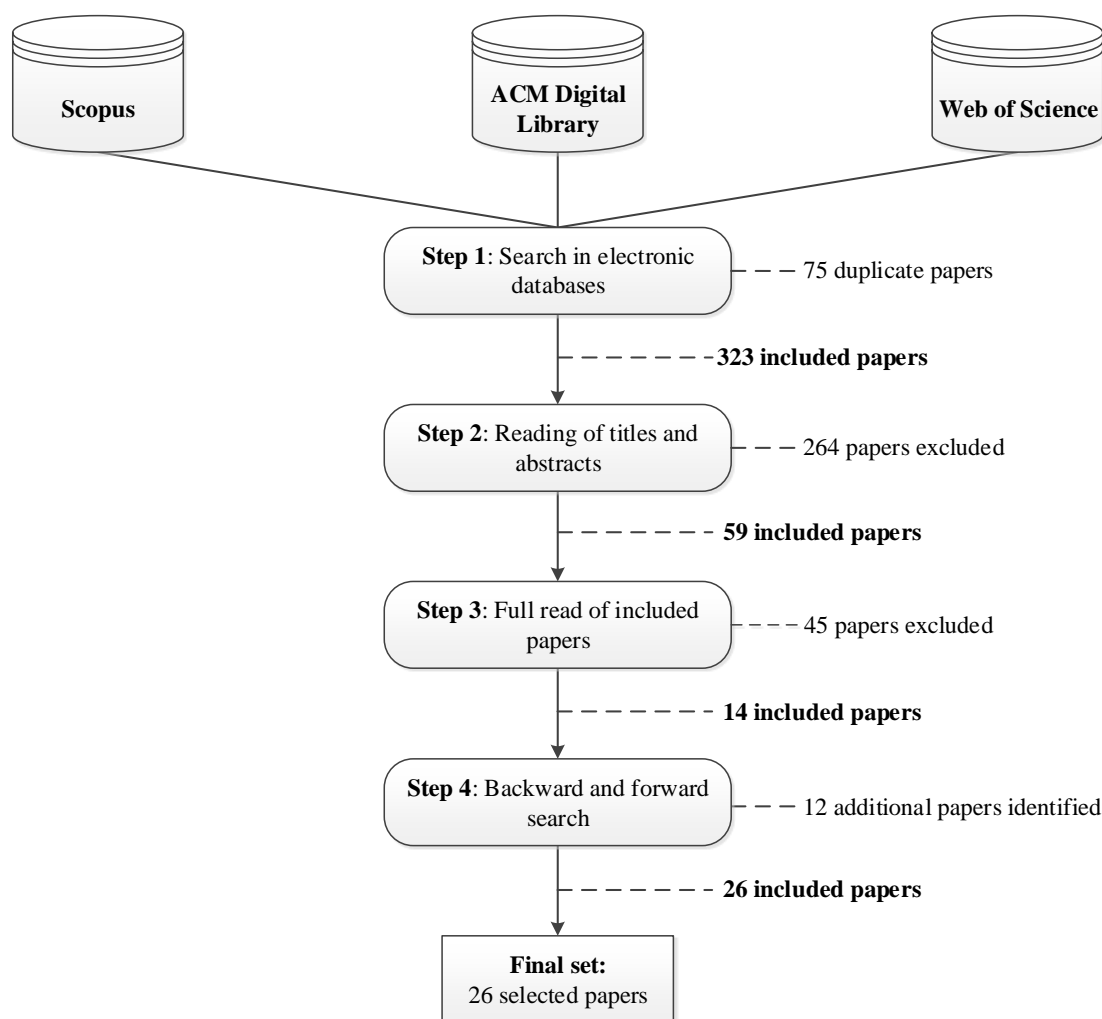 Scopus
ACM Digital
Library
Web of Science
Step 1: Search in electronic
databases
75 duplicate papers
323 included papers
Step 2: Reading of titles and
abstracts
264 papers excluded
59 included papers
Step 3: Full read of included
papers
45 papers excluded
14 included papers
Step 4: Backward and forward
search
12 additional papers identified
26 included papers
Final set:
26 selected papers